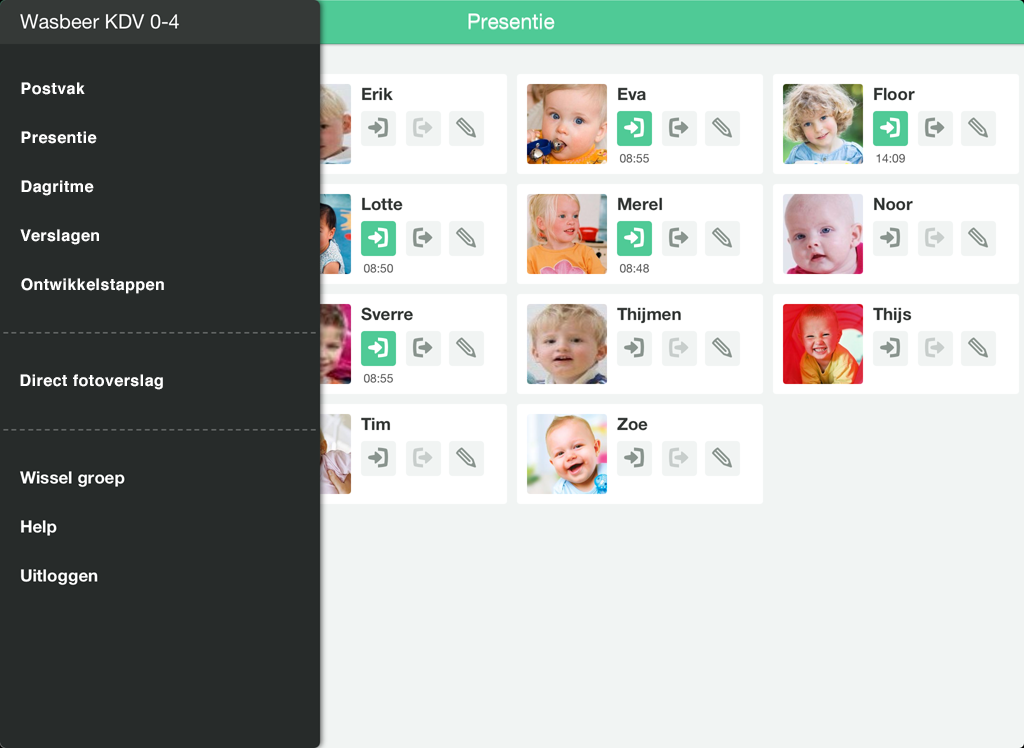 Wasbeer KDV 0-4
Presentie
Postvak
Presentie
Dagritme
Verslagen
Ontwikkelstappen
Direct fotoverslag
Wissel groep
Help
Uitloggen
Erik
Eva
08:55
Floor
14:09
Lotte
08:50
Merel
08:48
Noor
Sverre
08:55
Thijmen
Thijs
Tim
Zoe